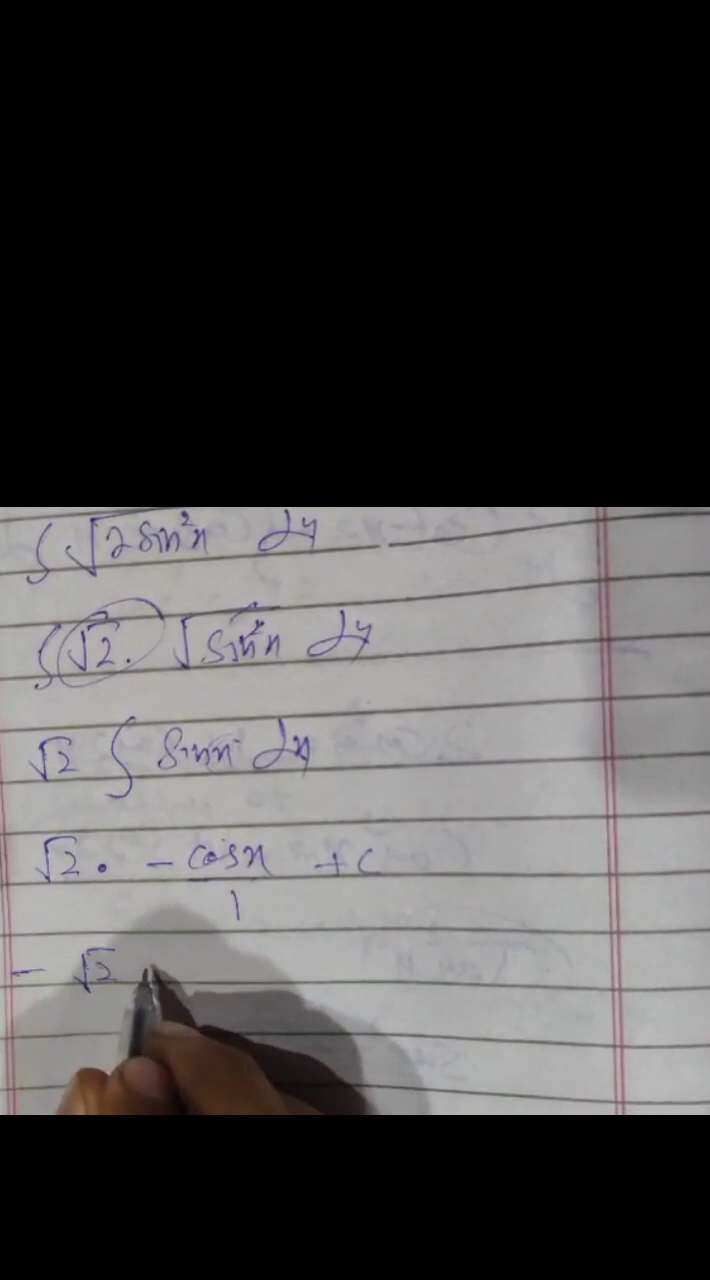 ∫ √2sin²x dx
∫ √2. √sin²x dx
√2 ∫ sinx dx
√2 . - cosx/1 + c
- √2